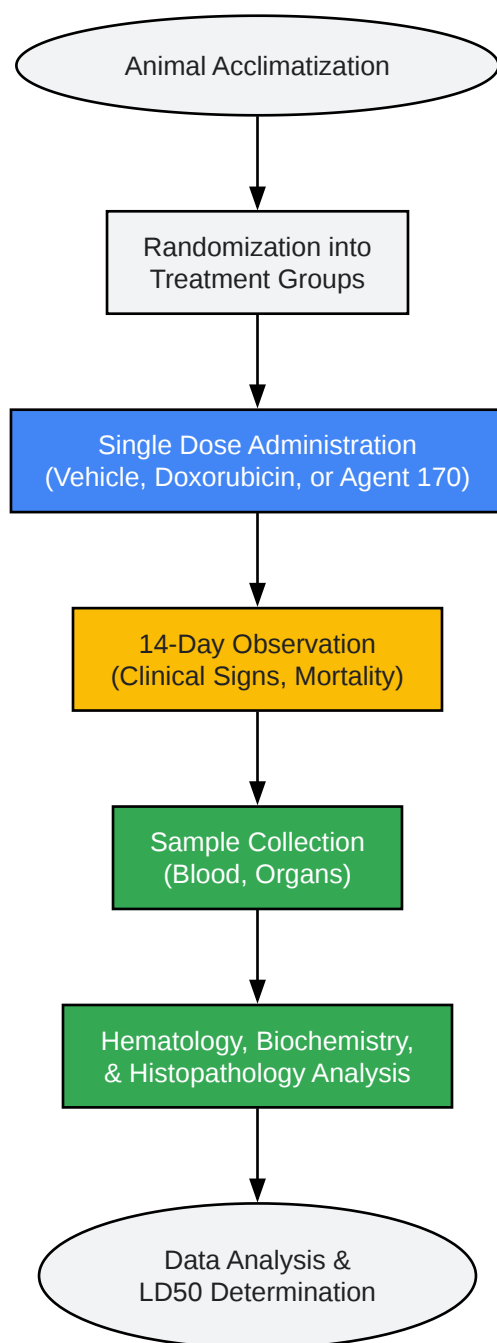 Animal Acclimatization
Randomization into
Treatment Groups
Single Dose Administration
(Vehicle, Doxorubicin, or Agent 170)
14-Day Observation
(Clinical Signs, Mortality)
Sample Collection
(Blood, Organs)
Hematology, Biochemistry,
& Histopathology Analysis
Data Analysis &
LD50 Determination